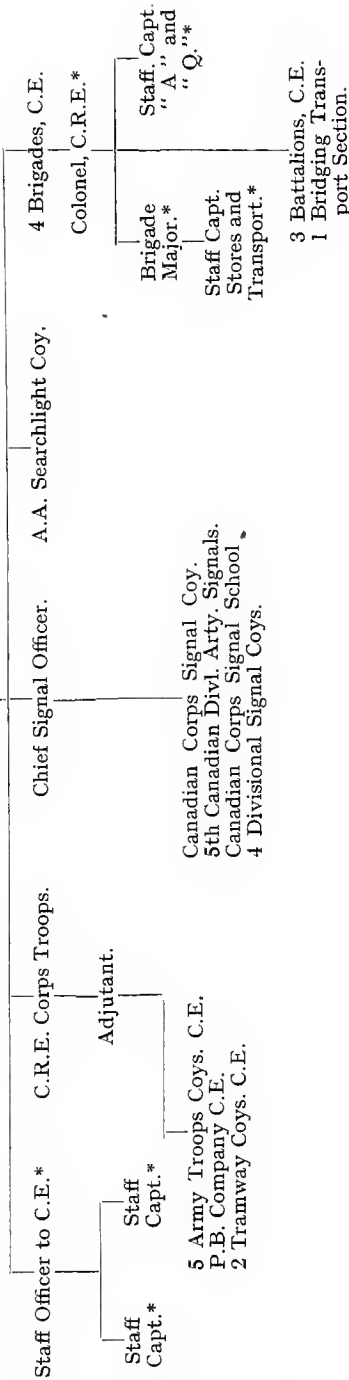 Staff Officer to C.E.*
Staff
Capt.*
Staff
Capt.*
C.R.E. Corps Troops.
Adjutant.
5 Army Troops Coys. C.E.
P.B. Company C.E.
2 Tramway Coys. C.E.
Chief Signal Officer.
Canadian Corps Signal Coy.
5th Canadian Divl. Arty. Signals.
Canadian Corps Signal School
4 Divisional Signal Coys.
A.A. Searchlight Coy.
4 Brigades, C.E.
Colonel, C.R.E.*
Brigade
Major.*
Staff Capt.
Stores and
Transport.*
Staff. Capt.
"A" and
"Q."*
3 Battalions, C.E.
1 Bridging Trans-
port Section.